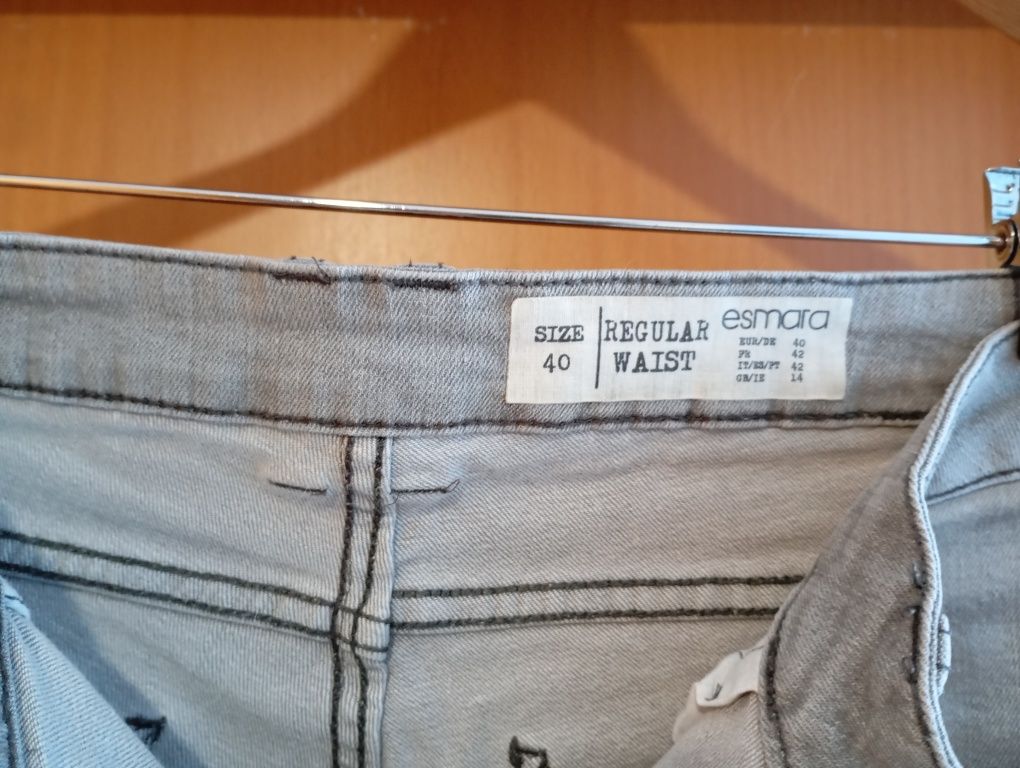 SIZE
40
REGULAR
WAIST
esmara
EUR/DE 40
FR 42
IT/ES/PT 42
GB/IE 14